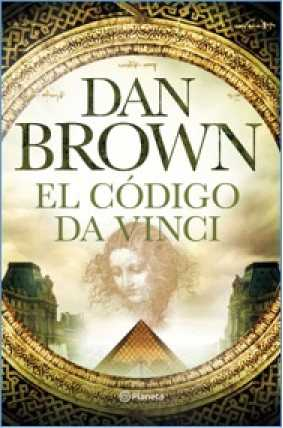 DAN
BROWN
EL CÓDIGO
DA VINCI
Planeta